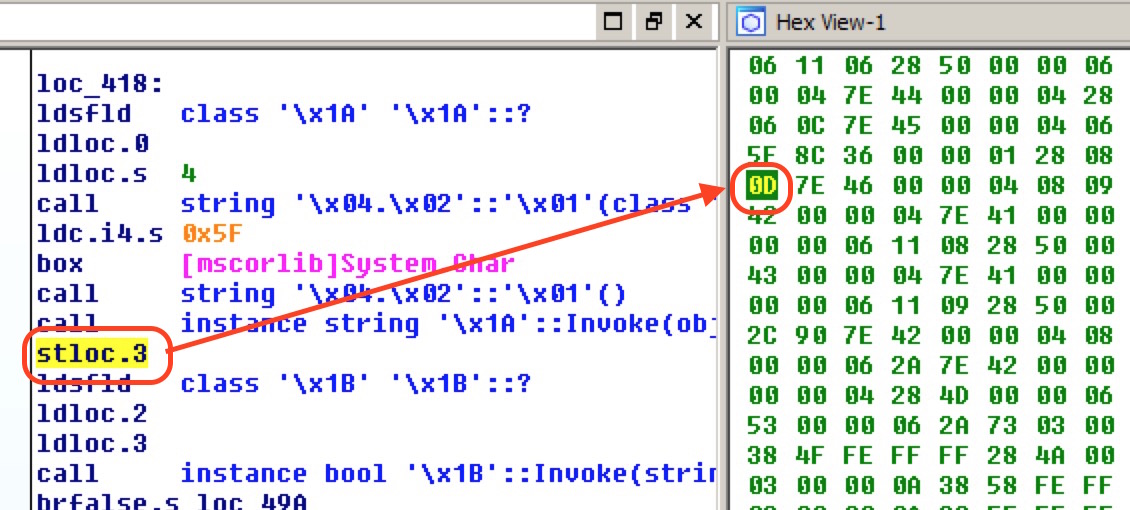 Hex View-1
loc_418:
ldsfld class '\x1A' '\x1A'::?
ldloc.0
ldloc.s 4
call string '\x04.\x02'::'\x01'(class
ldc.i4.s 0x5F
box [mscorlib]System.Char
call string '\x04.\x02'::'\x01'()
call instance string '\x1A'::Invoke(obj
stloc.3
ldsfld class '\x1B' '\x1B'::?
ldloc.2
ldloc.3
call instance bool '\x1B'::Invoke(strin
brfalse.s loc_49A
06 11 06 28 50 00 00 06
00 04 7E 44 00 00 04 28
06 0C 7E 45 00 00 04 06
5F 8C 36 00 00 01 28 08
0D 7E 46 00 00 04 08 09
42 00 00 04 7E 41 00 00
00 00 06 11 08 28 50 00
43 00 00 04 7E 41 00 00
00 00 06 11 09 28 50 00
2C 90 7E 42 00 00 04 08
00 00 06 2A 7E 42 00 00
00 00 04 28 4D 00 00 06
53 00 00 06 2A 73 03 00
38 4F FE FF FF 28 4A 00
03 00 00 0A 38 58 FE FF